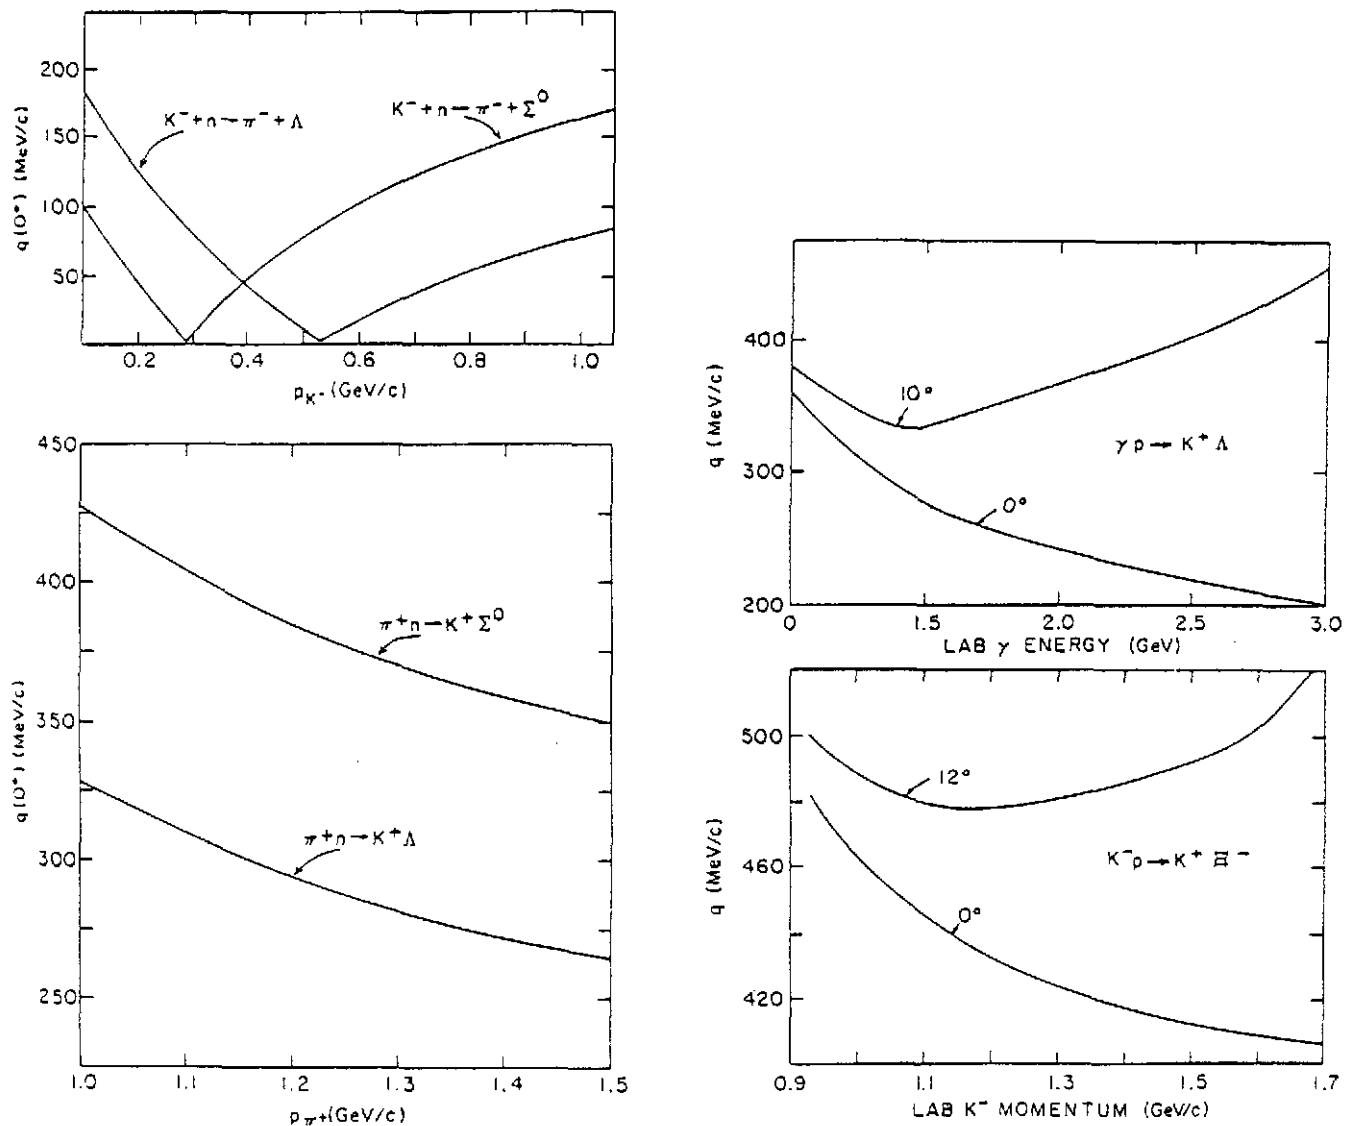 200
150
100
50
q (0°) (MeV/c)
K⁻+n→π⁻+Λ
K⁻+n→π⁻+Σ⁰
0.2 0.4 0.6 0.8 1.0
p_K⁻ (GeV/c)
450
400
350
300
250
q(0°) (MeV/c)
π⁺n→K⁺Σ⁰
π⁺n→K⁺Λ
1.0 1.1 1.2 1.3 1.4 1.5
p_π⁺(GeV/c)
400
300
200
q (MeV/c)
10°
γp→K⁺Λ
0°
0 1.5 2.0 2.5 3.0
LAB γ ENERGY (GeV)
500
460
420
q (MeV/c)
12°
K⁻p→K⁺Ξ⁻
0°
0.9 1.1 1.3 1.5 1.7
LAB K⁻ MOMENTUM (GeV/c)